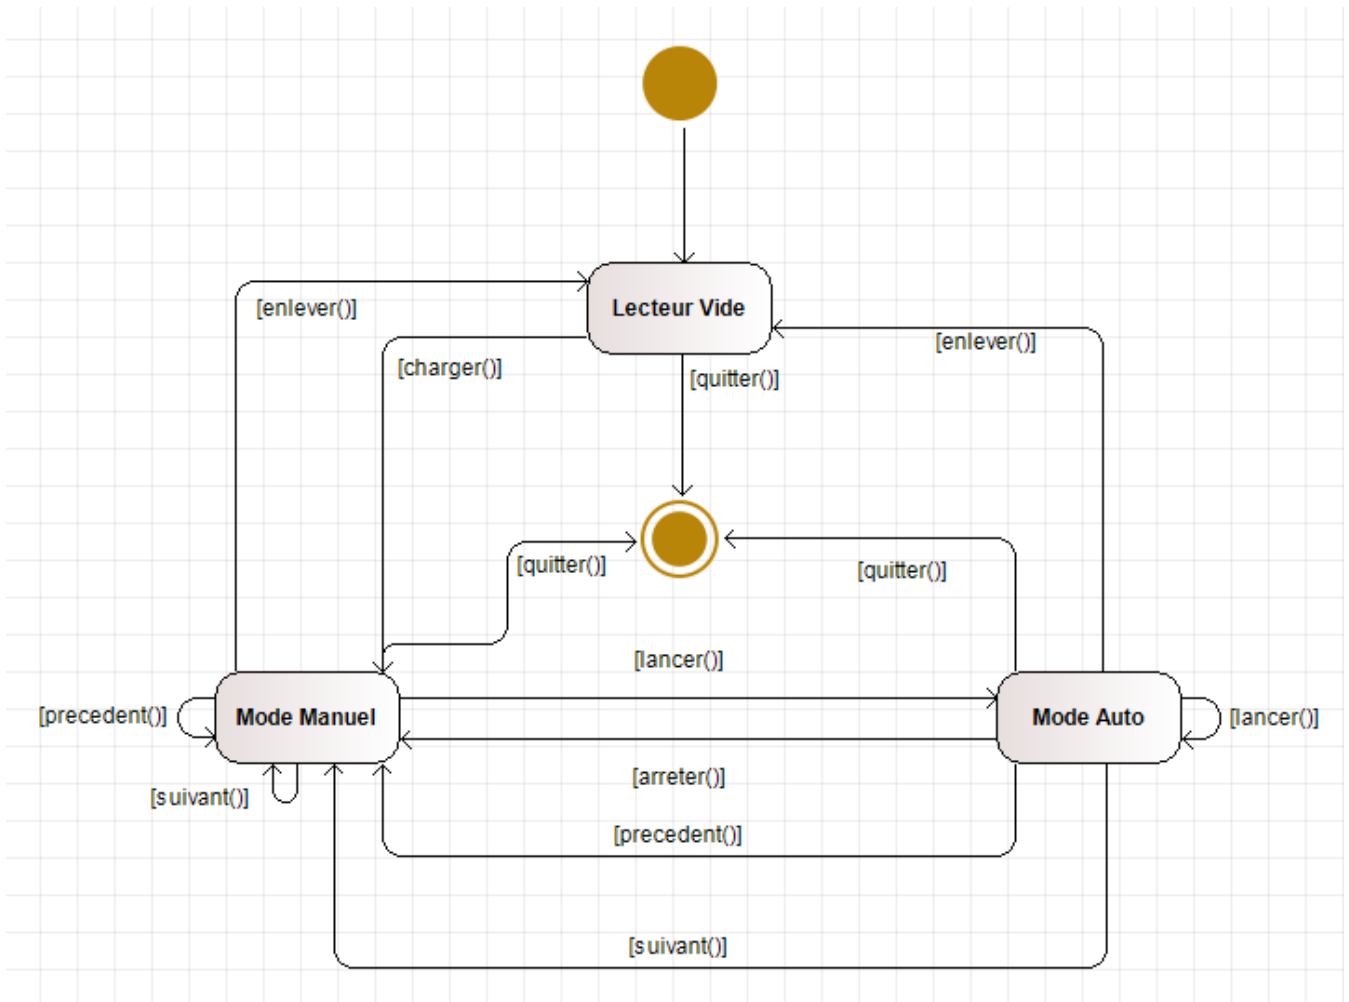 [enlever()]
Lecteur Vide
[enlever()]
[charger()]
[quitter()]
[quitter()]
[quitter()]
[lancer()]
[precedent()]
Mode Manuel
Mode Auto
[lancer()]
[suivant()]
[arreter()]
[precedent()]
[suivant()]